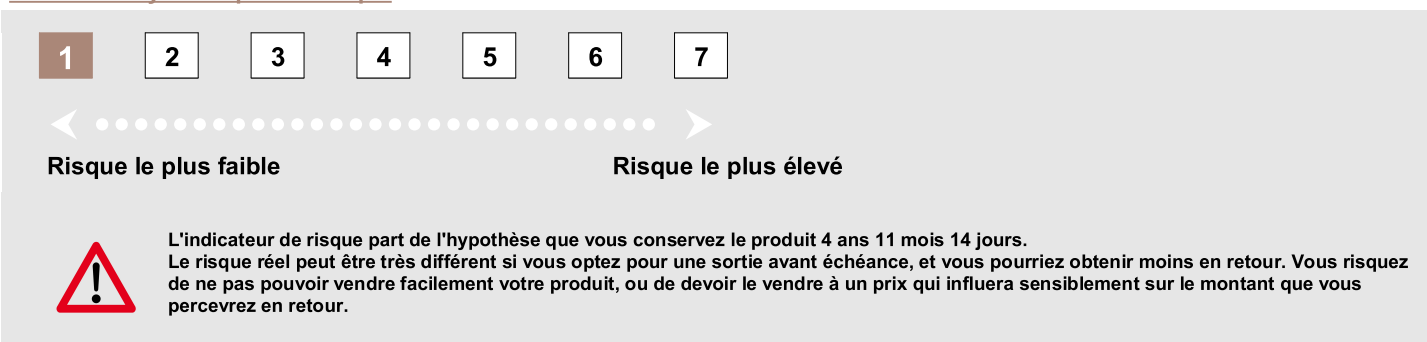 1 2 3 4 5 6 7
Risque le plus faible Risque le plus élevé
L'indicateur de risque part de l'hypothèse que vous conservez le produit 4 ans 11 mois 14 jours.
Le risque réel peut être très différent si vous optez pour une sortie avant échéance, et vous pourriez obtenir moins en retour. Vous risquez
de ne pas pouvoir vendre facilement votre produit, ou de devoir le vendre à un prix qui influera sensiblement sur le montant que vous
percevrez en retour.